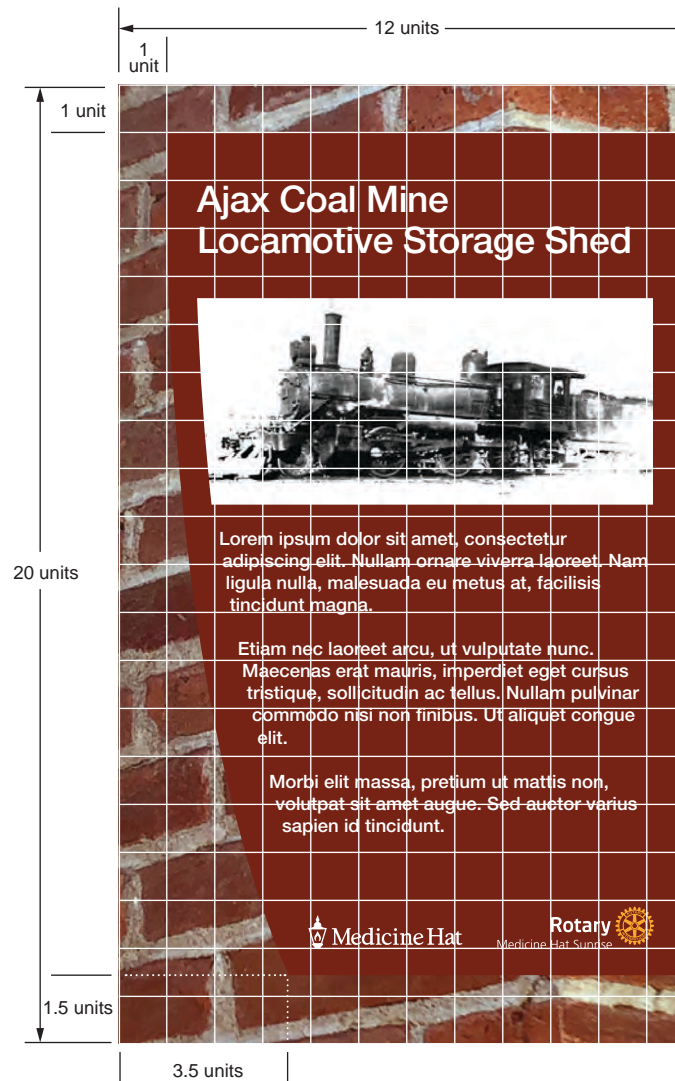 12 units
1
unit
1 unit
Ajax Coal Mine
Locamotive Storage Shed
20 units
Lorem ipsum dolor sit amet, consectetur
adipiscing elit. Nullam ornare viverra laoreet. Nam
ligula nulla, malesuada eu metus at, facilisis
tincidunt magna.
Etiam nec laoreet arcu, ut vulputate nunc.
Maecenas erat mauris, imperdiet eget cursus
tristique, sollicitudin ac tellus. Nullam pulvinar
commodo nisi non finibus. Ut aliquet congue
elit.
Morbi elit massa, pretium ut mattis non,
volutpat sit amet augue. Sed auctor varius
sapien id tincidunt.
Medicine Hat
Rotary
Medicine Hat Sunrise
1.5 units
3.5 units